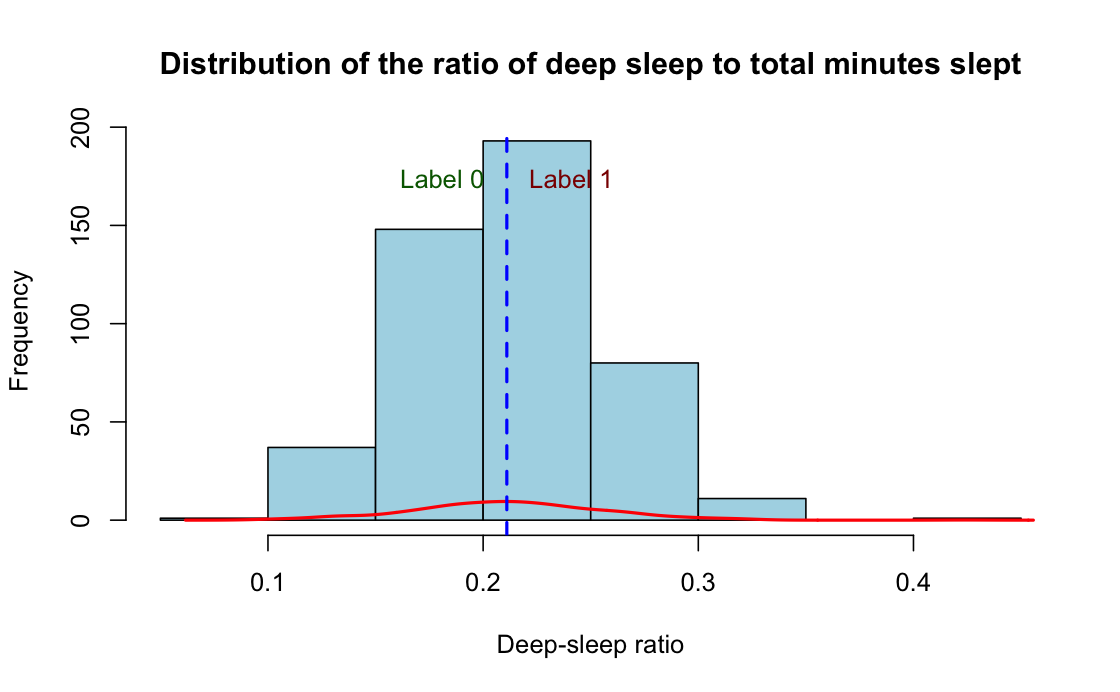 Distribution of the ratio of deep sleep to total minutes slept
200
150
100
50
0
Frequency
Label 0
Label 1
0.1
0.2
0.3
0.4
Deep-sleep ratio